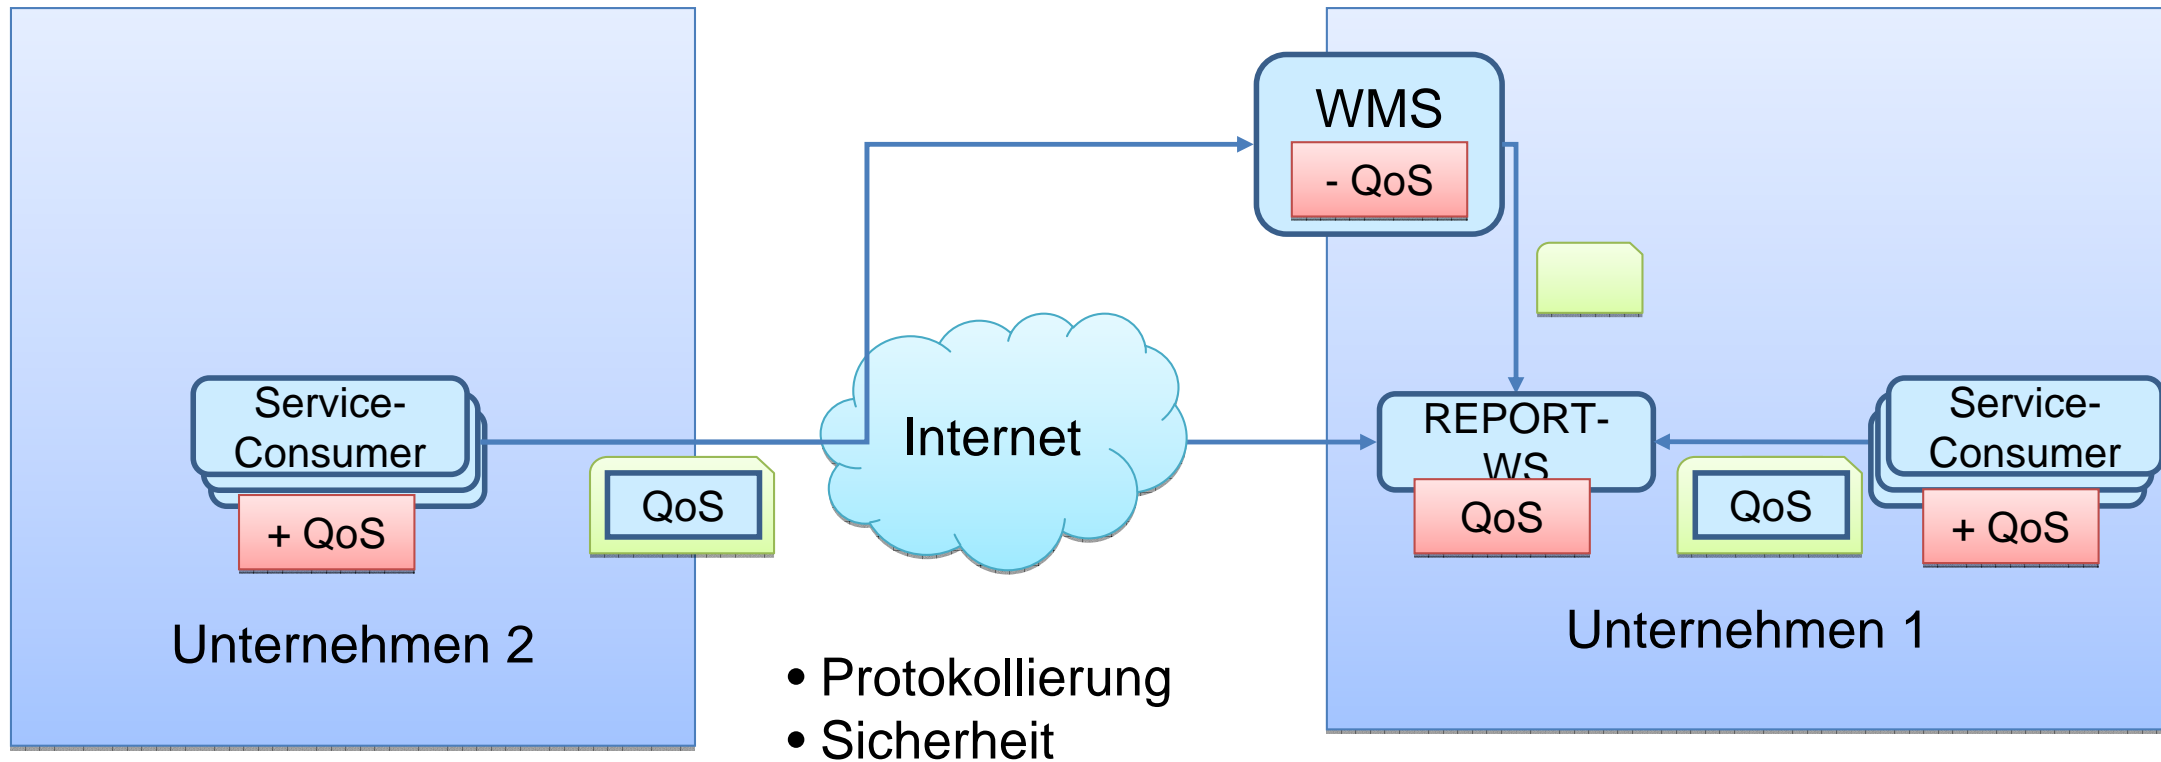 WMS
- QoS
Service-
Consumer
+ QoS
QoS
Internet
REPORT-
WS
QoS
QoS
Service-
Consumer
+ QoS
Unternehmen 2
Unternehmen 1
• Protokollierung
• Sicherheit